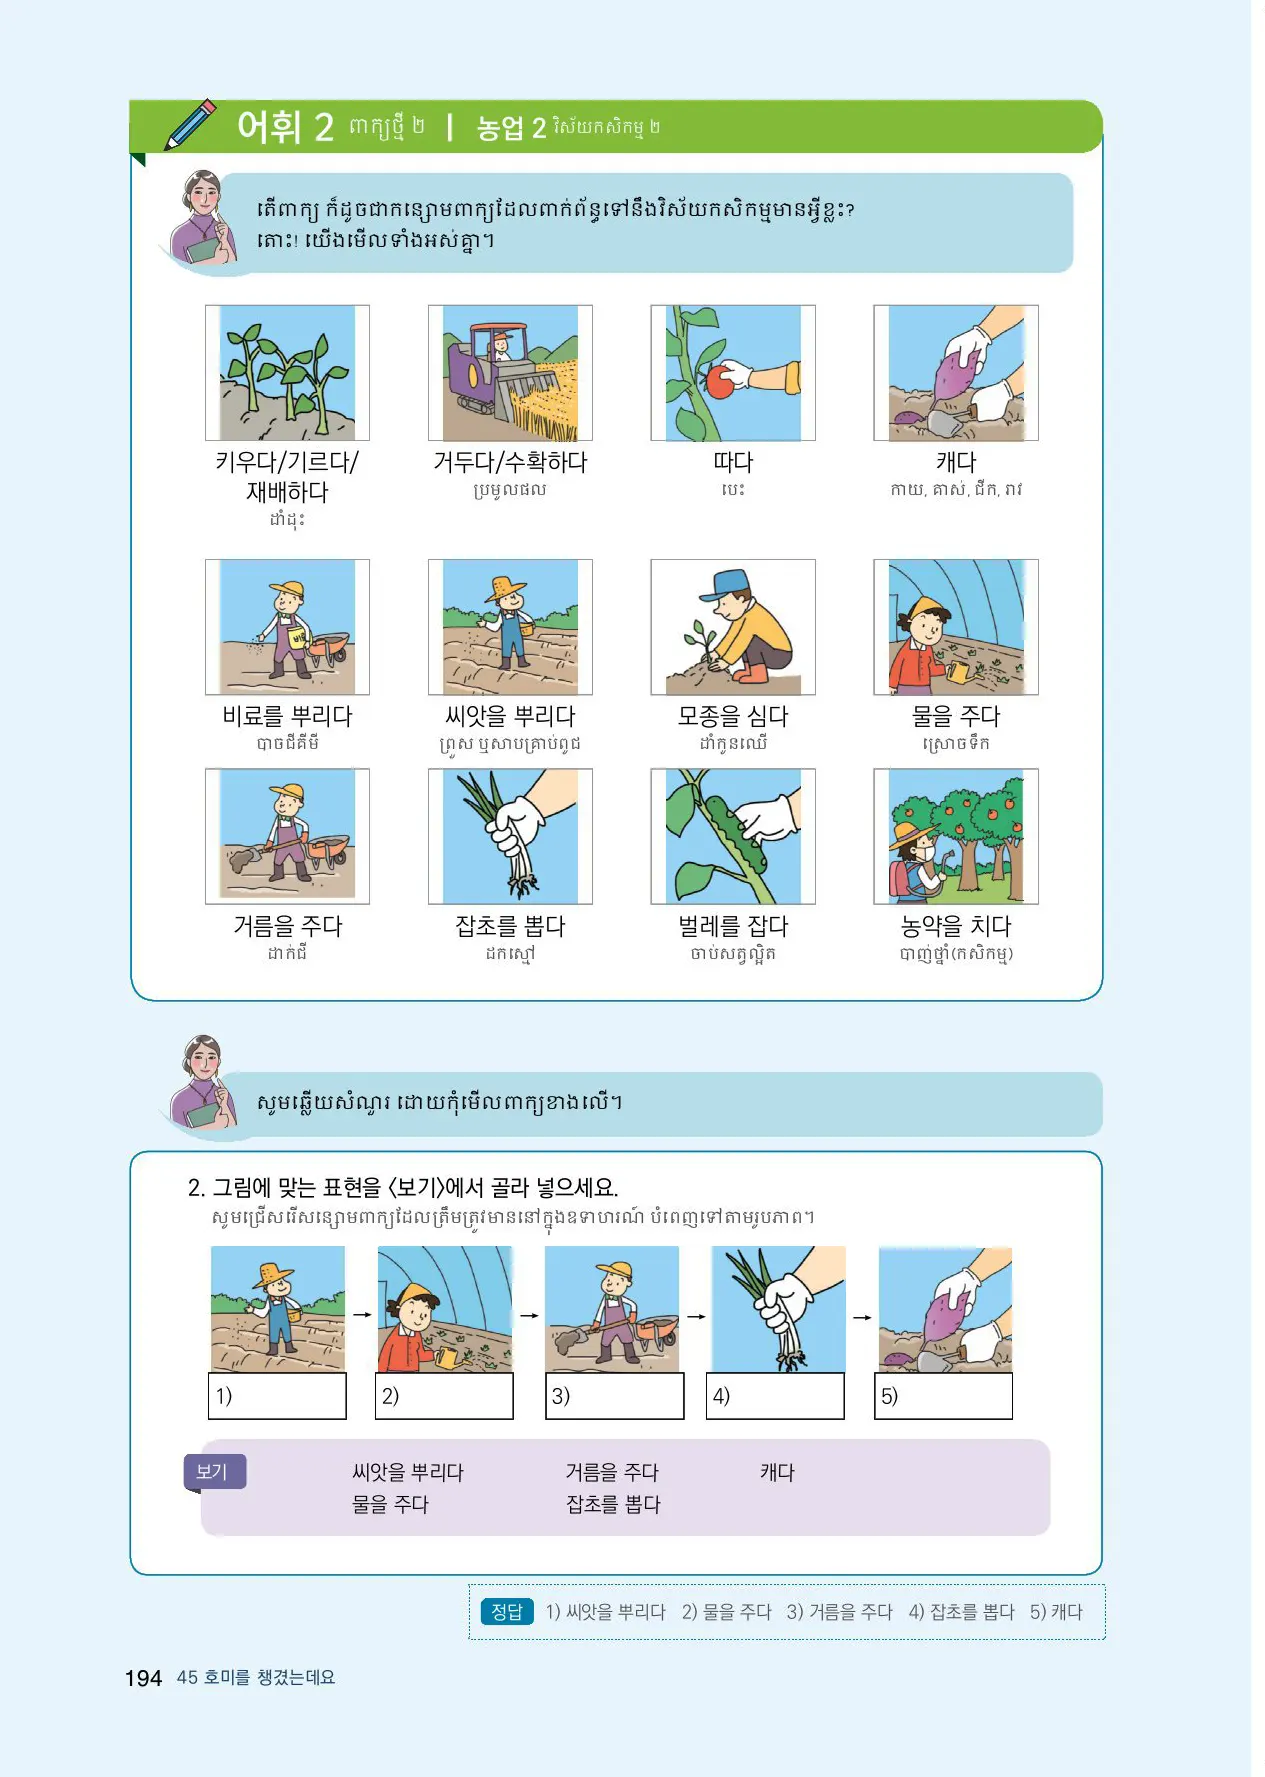 어휘 2 ពាក្យថ្មី ២ | 농업 2 វិស័យកសិកម្ម ២
តើពាក្យ ក៏ដូចជាកន្សោមពាក្យដែលពាក់ព័ន្ធទៅនឹងវិស័យកសិកម្មមានអ្វីខ្លះ?
តោះ! យើងមើលទាំងអស់គ្នា។
키우다/기르다/
재배하다
ដាំដុះ
거두다/수확하다
ប្រមូលផល
따다
បេះ
캐다
កាយ, គាស់, ជីក, រាវ
비료
비료를 뿌리다
បាចជីគីមី
씨앗을 뿌리다
ព្រួស ឬសាបគ្រាប់ពូជ
모종을 심다
ដាំកូនឈើ
물을 주다
ស្រោចទឹក
거름을 주다
ដាក់ជី
잡초를 뽑다
ដកស្មៅ
벌레를 잡다
ចាប់សត្វល្អិត
농약을 치다
បាញ់ថ្នាំ(កសិកម្ម)
សូមឆ្លើយសំណួរ ដោយកុំមើលពាក្យខាងលើ។
2. 그림에 맞는 표현을 〈보기〉에서 골라 넣으세요.
សូមជ្រើសរើសកន្សោមពាក្យដែលត្រឹមត្រូវមាននៅក្នុងឧទាហរណ៍ បំពេញទៅតាមរូបភាព។
1) 2) 3) 4) 5)
보기
씨앗을 뿌리다 거름을 주다 캐다
물을 주다 잡초를 뽑다
정답 1) 씨앗을 뿌리다 2) 물을 주다 3) 거름을 주다 4) 잡초를 뽑다 5) 캐다
194 45 호미를 챙겼는데요